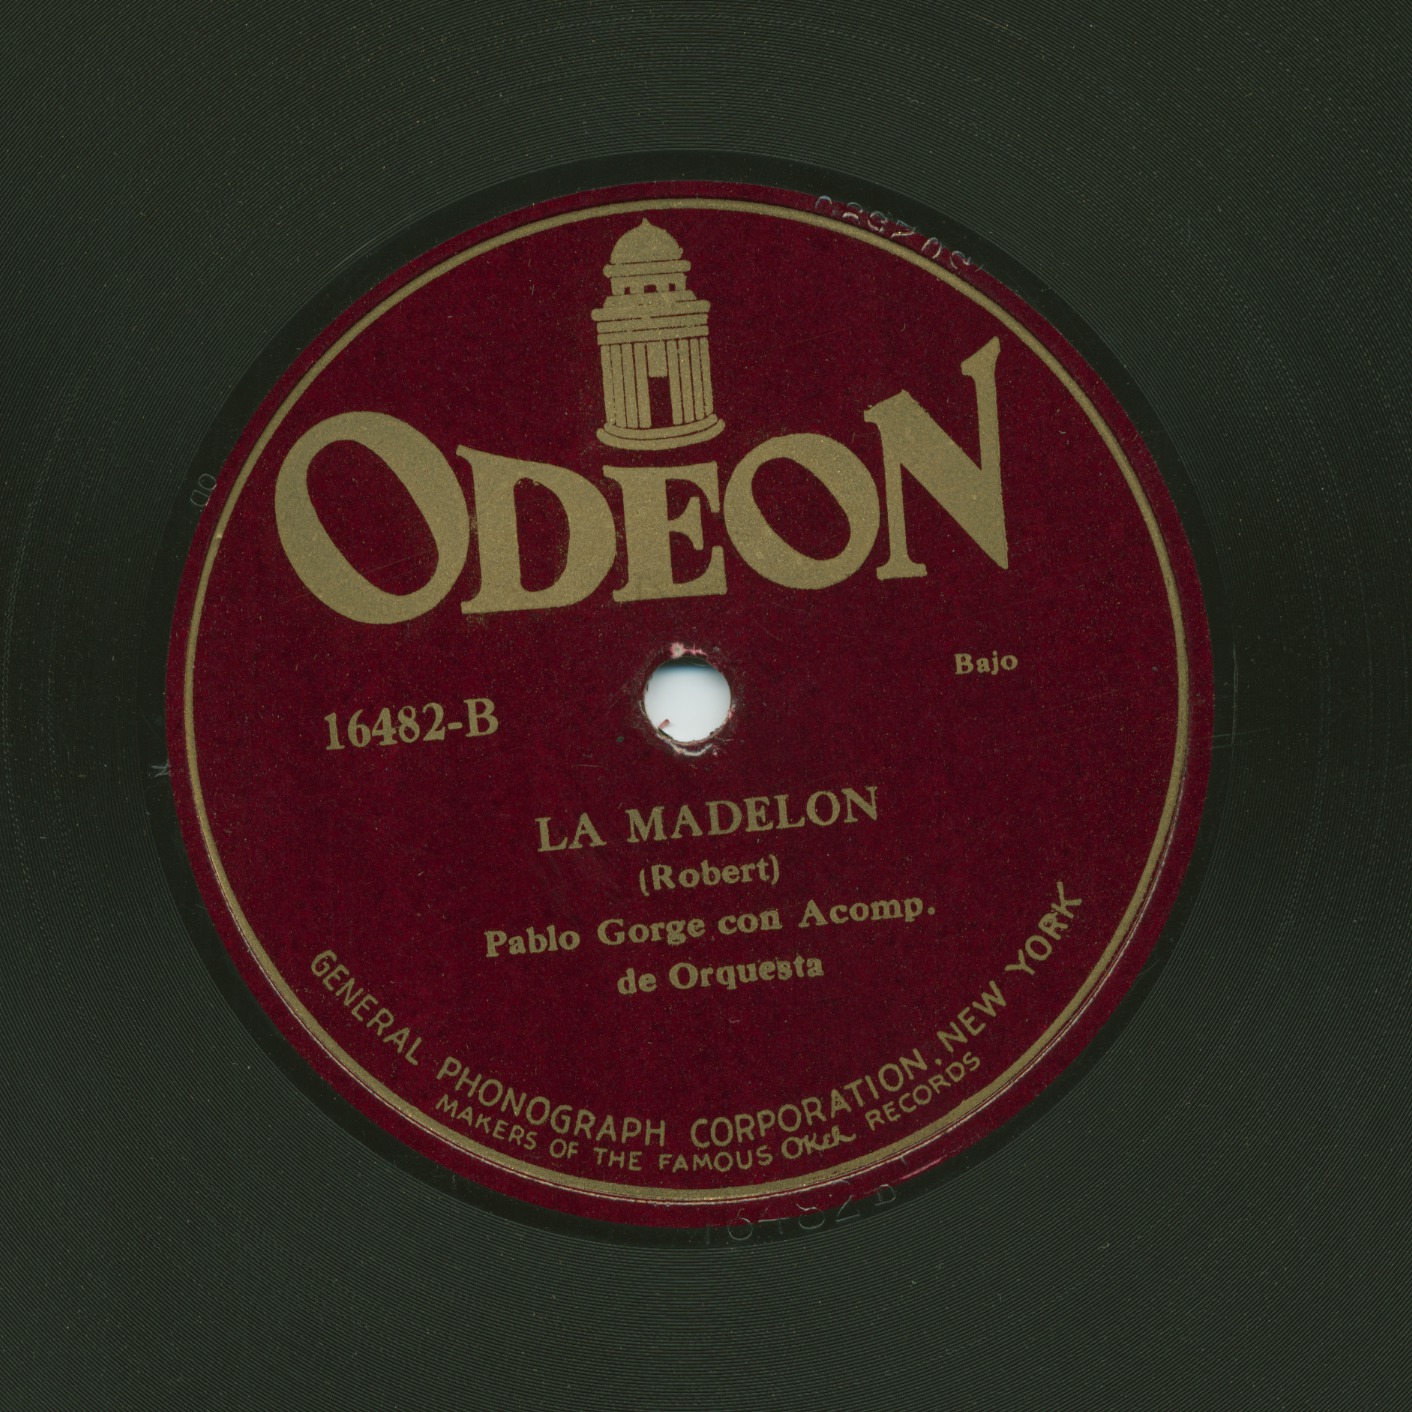 ODEON
Bajo
16482-B
LA MADELON
(Robert)
Pablo Gorge con Acomp.
de Orquesta
GENERAL PHONOGRAPH CORPORATION. NEW YORK
MAKERS OF THE FAMOUS OKeh RECORDS
16482B